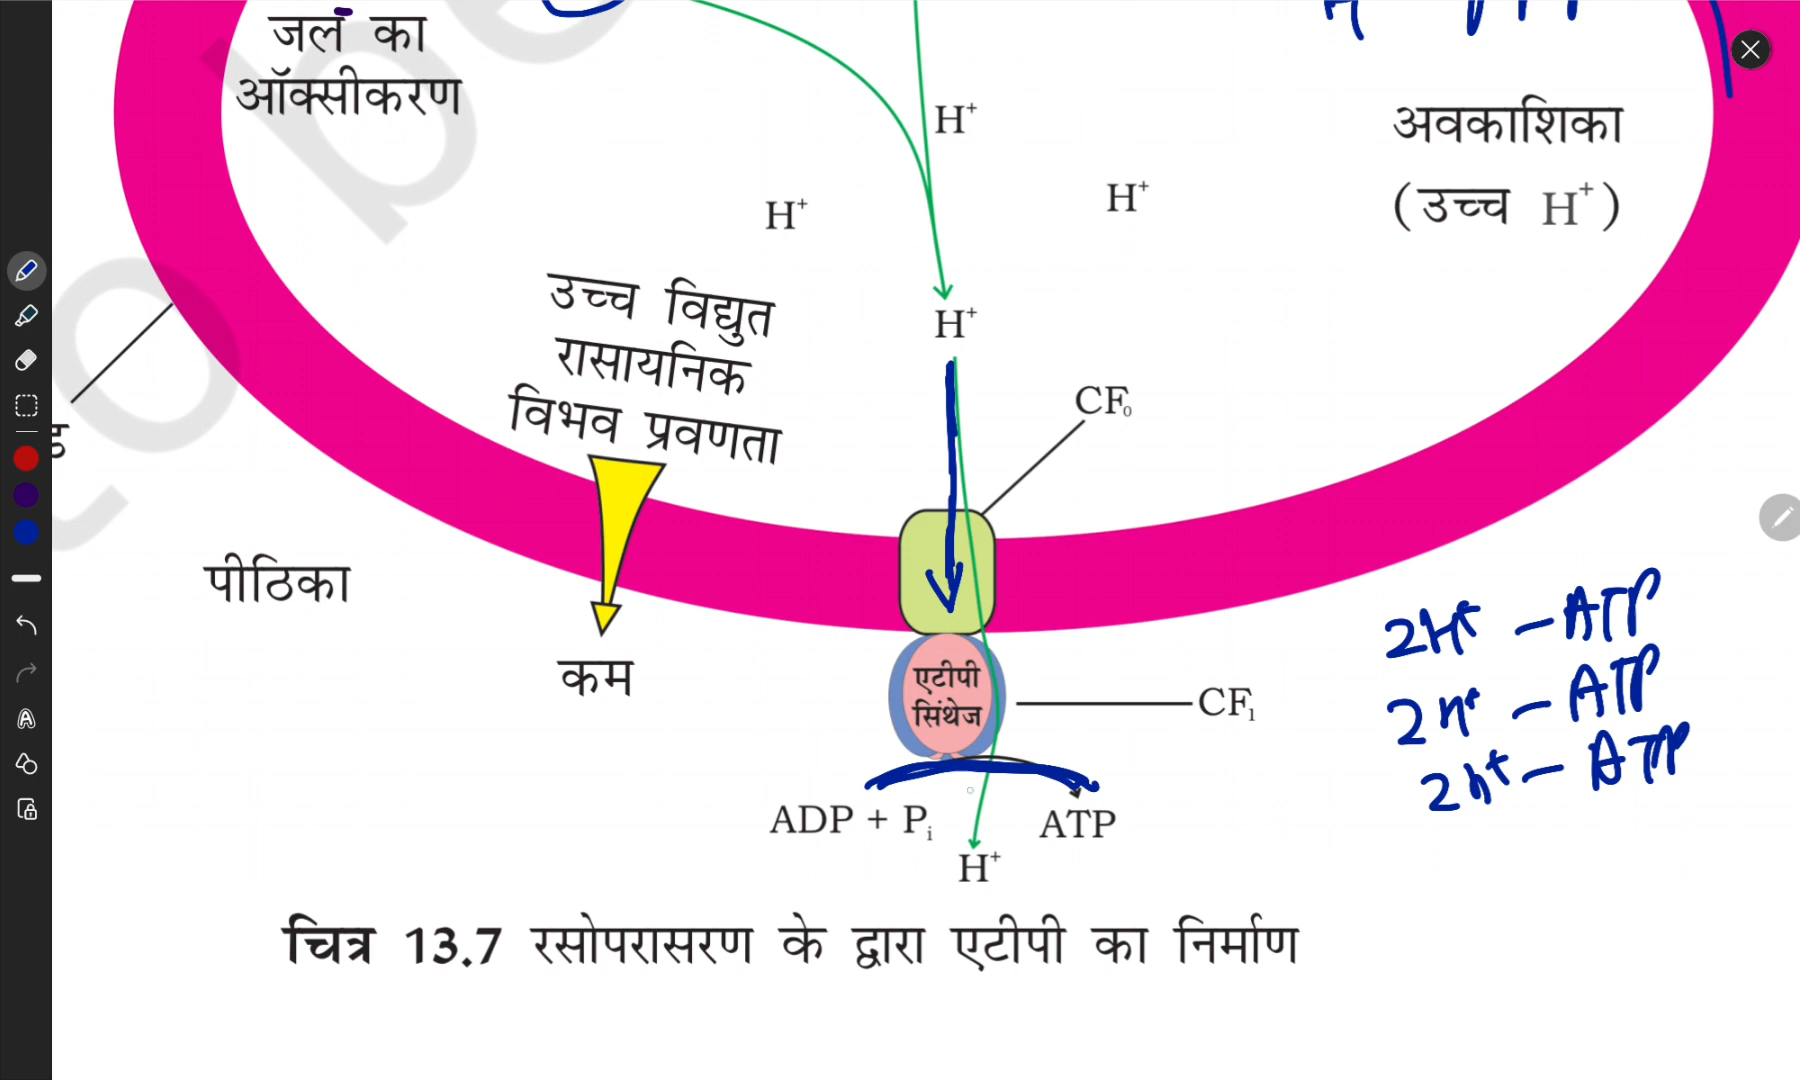 जल का
ऑक्सीकरण
H⁺
अवकाशिका
(उच्च H⁺)
H⁺
H⁺
उच्च विद्युत
रासायनिक
विभव प्रवणता
H⁺
CF₀
पीठिका
कम
एटीपी
सिंथेज
CF₁
2H⁺ – ATP
2H⁺ – ATP
2H⁺ – ATP
ADP + Pᵢ
ATP
H⁺
चित्र 13.7 रसोपरासरण के द्वारा एटीपी का निर्माण